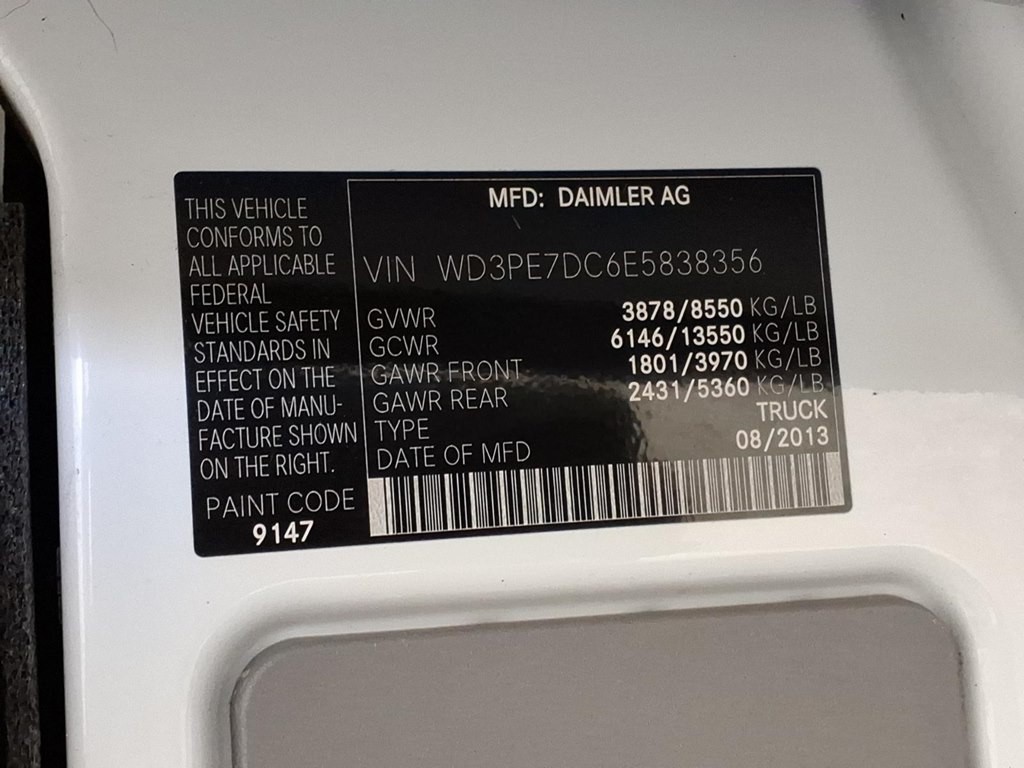 THIS VEHICLE
CONFORMS TO
ALL APPLICABLE
FEDERAL
VEHICLE SAFETY
STANDARDS IN
EFFECT ON THE
DATE OF MANU-
FACTURE SHOWN
ON THE RIGHT.
PAINT CODE
9147
MFD: DAIMLER AG
VIN WD3PE7DC6E5838356
GVWR 3878/8550 KG/LB
GCWR 6146/13550 KG/LB
GAWR FRONT 1801/3970 KG/LB
GAWR REAR 2431/5360 KG/LB
TYPE TRUCK
DATE OF MFD 08/2013